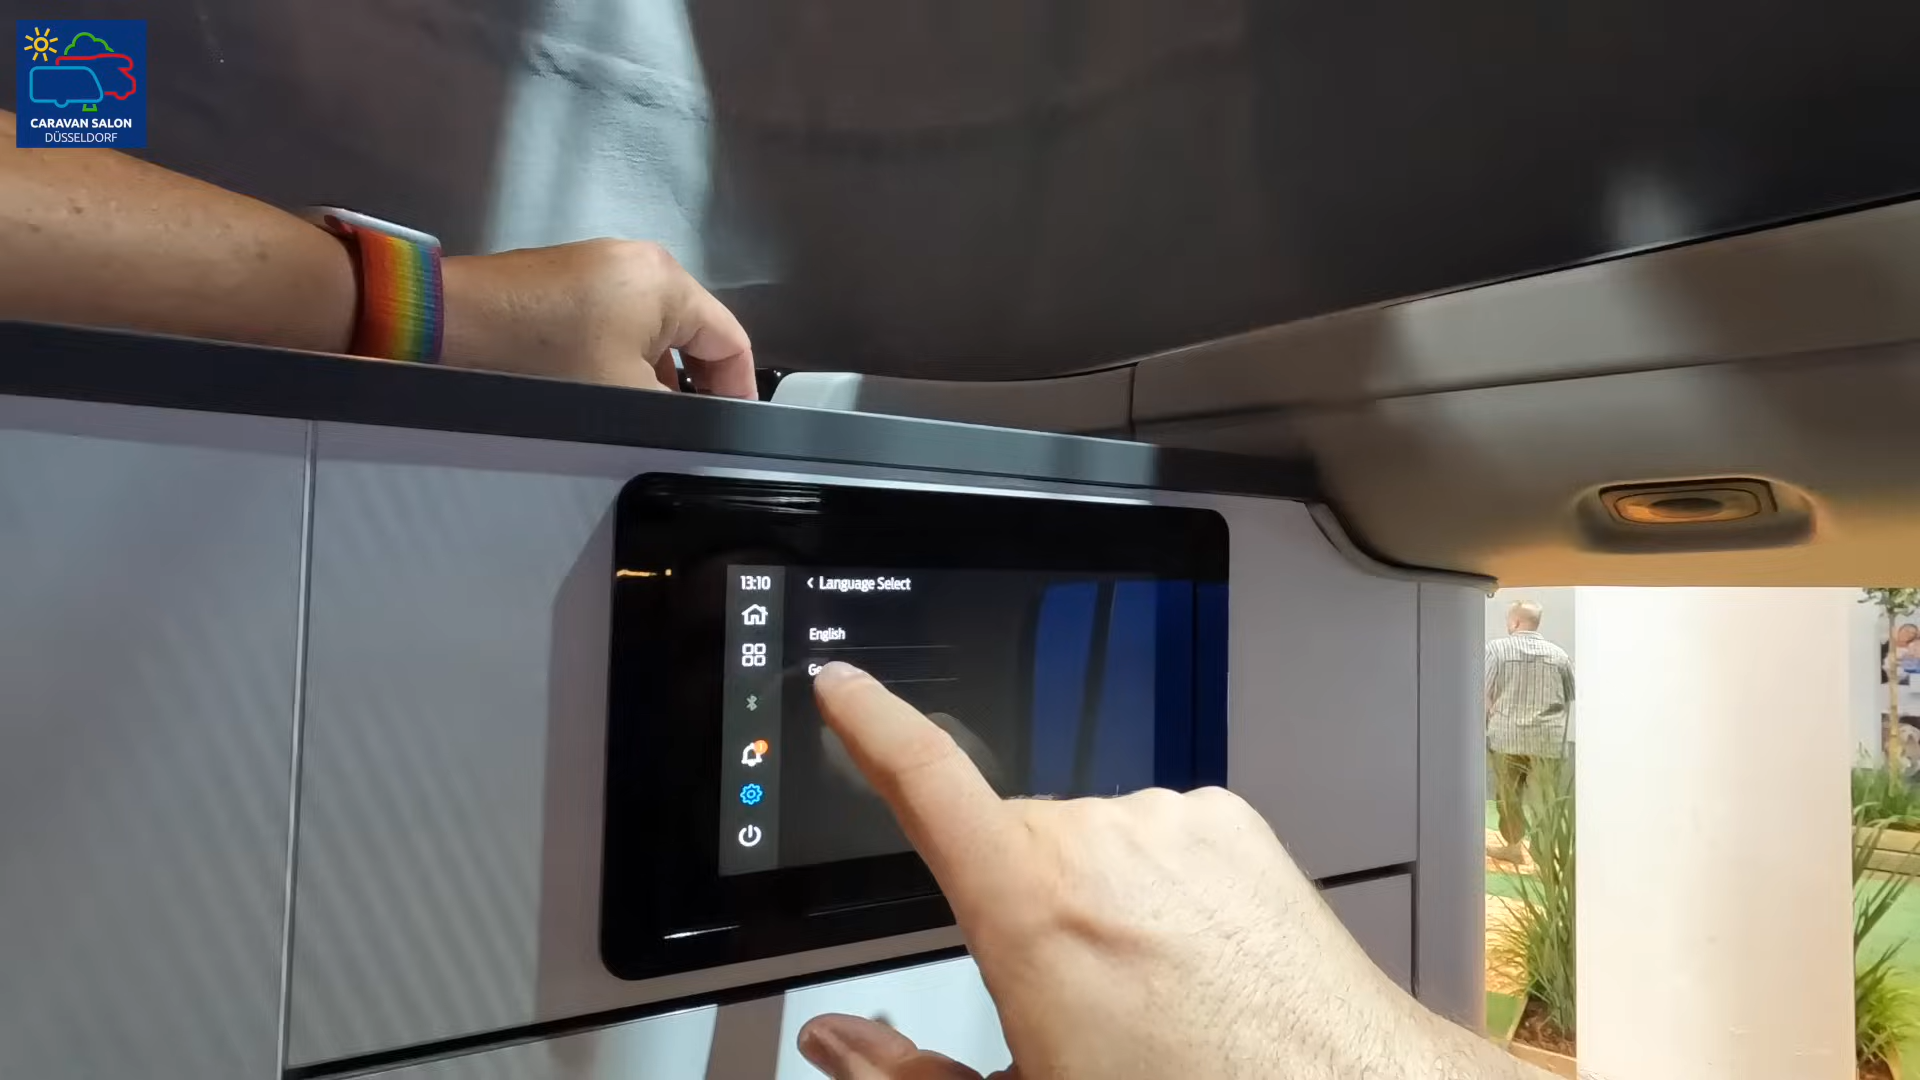 CARAVAN SALON
DÜSSELDORF
13:10
< Language Select
English